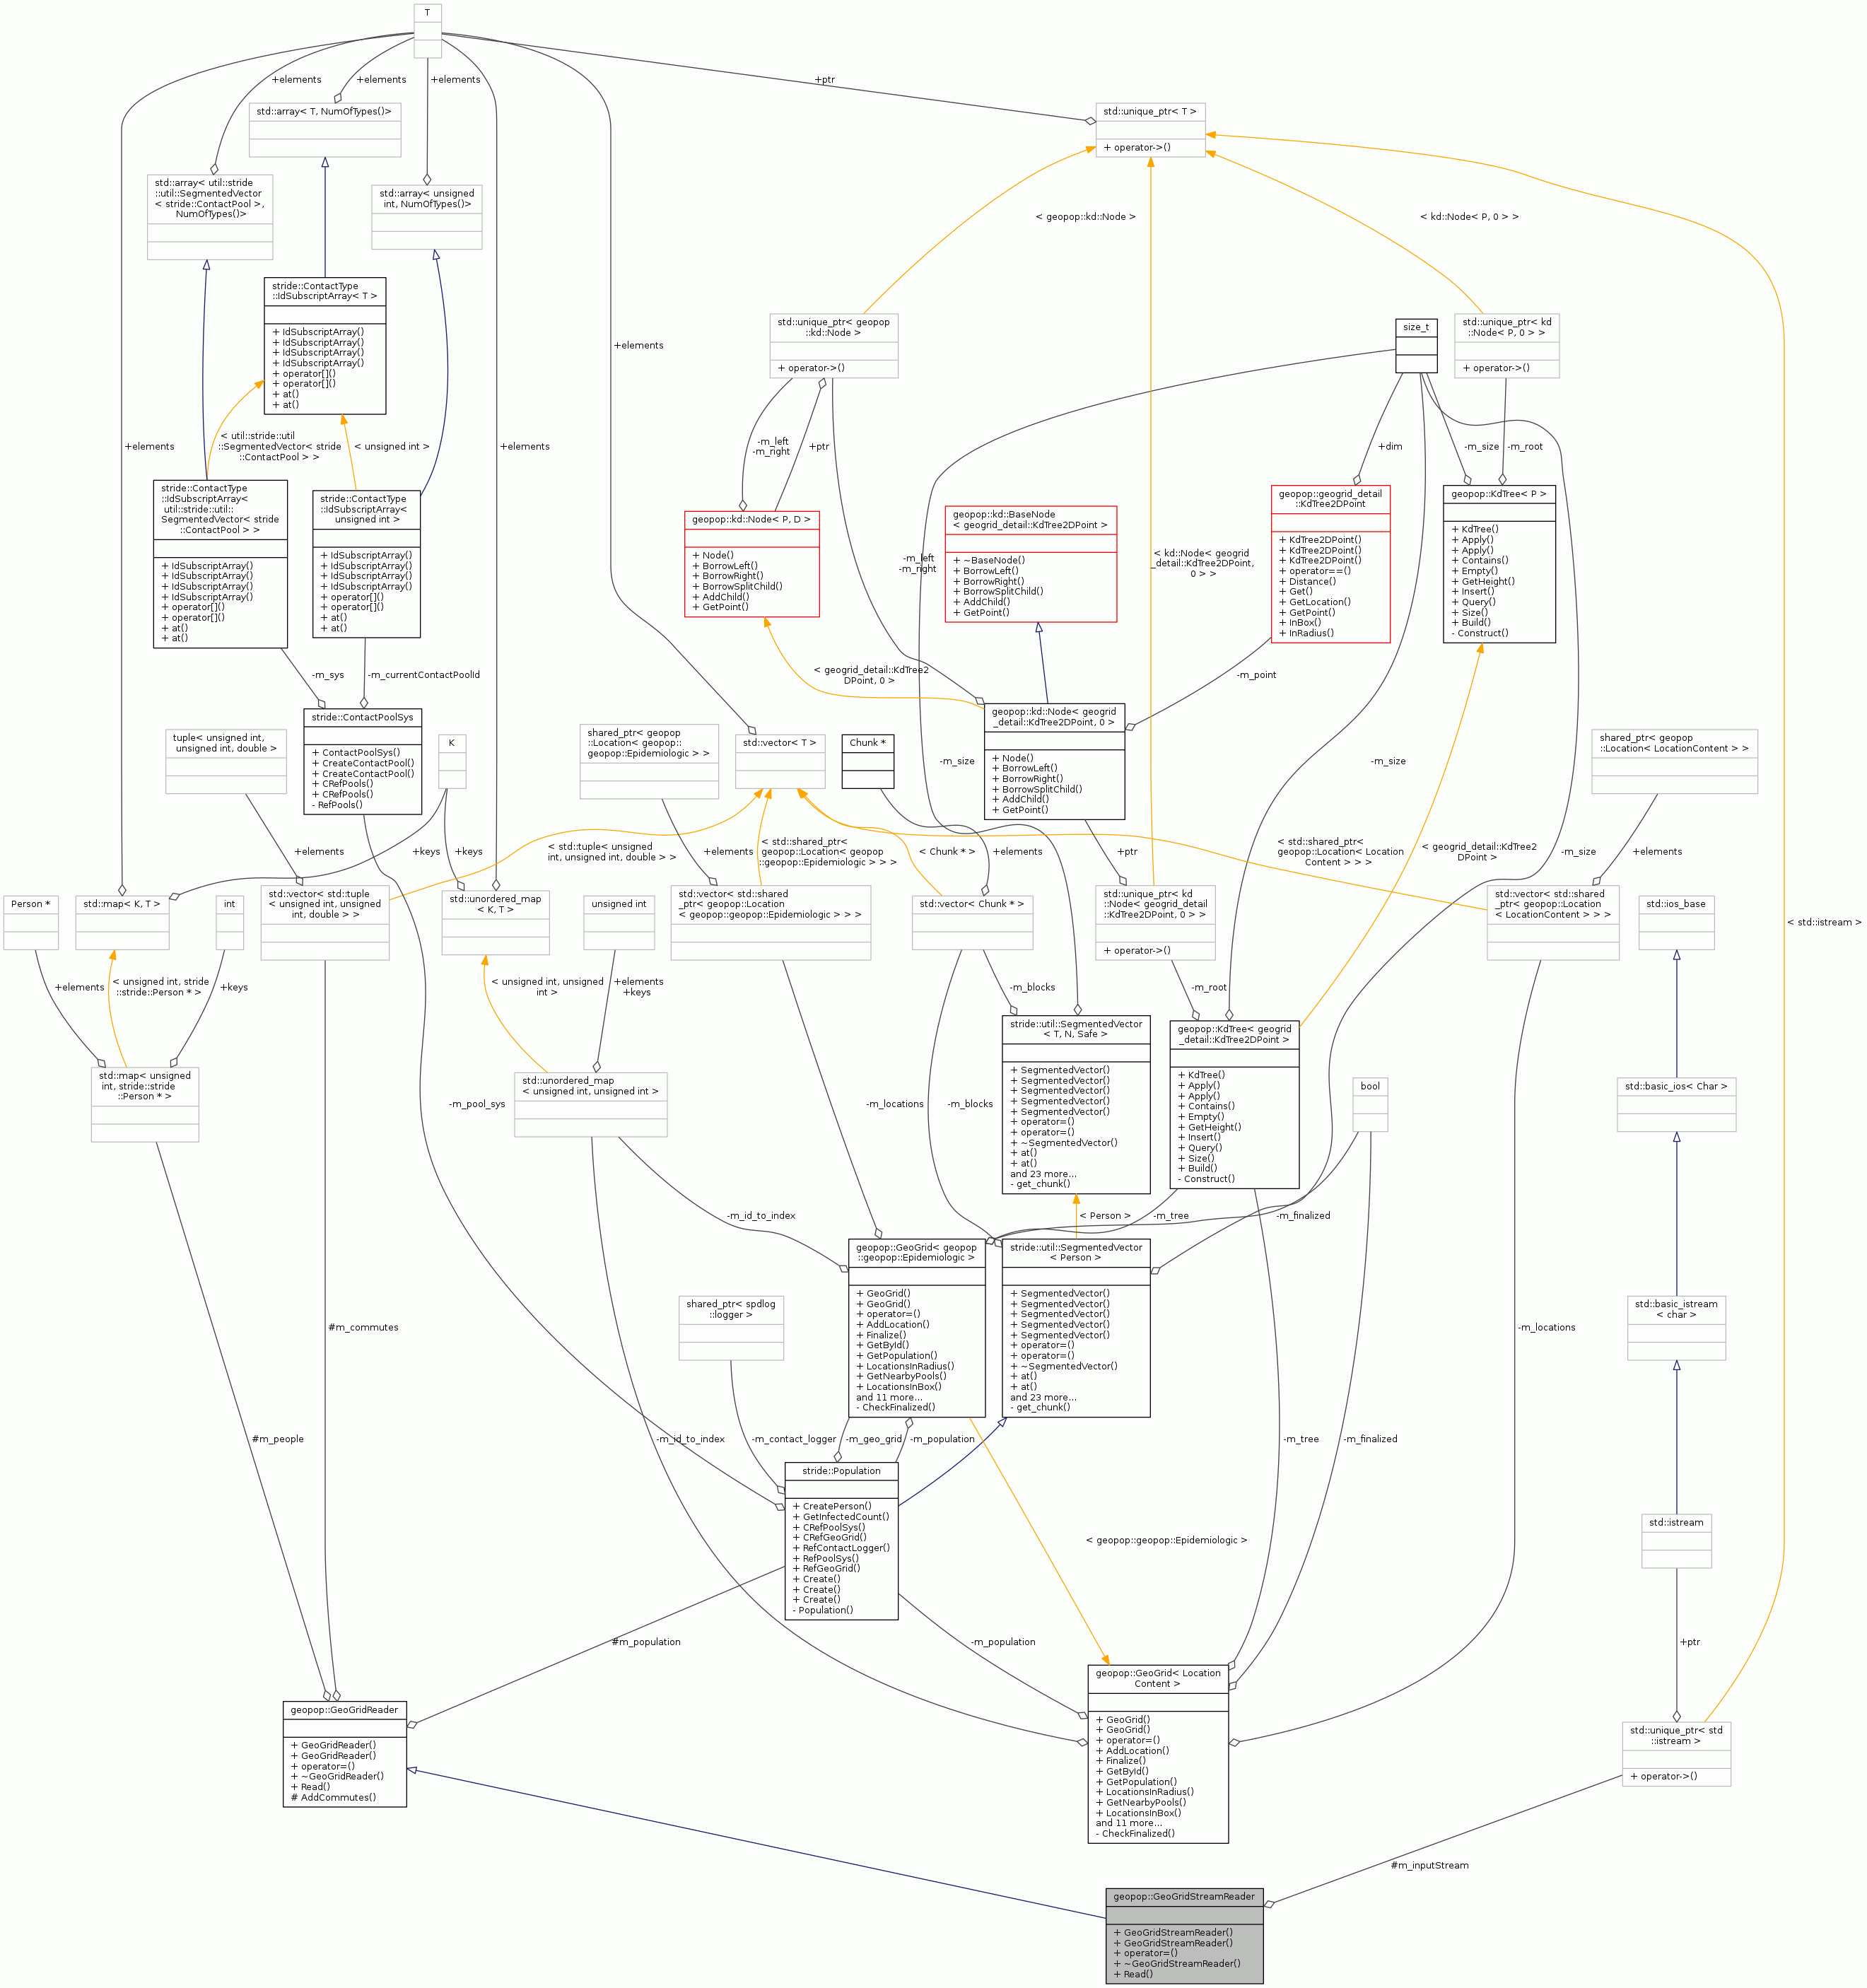 T
+elements
+elements
+elements
+ptr
std::array< T, NumOfTypes()>
std::unique_ptr< T >
+ operator->()
std::array< util::stride
::util::SegmentedVector
< stride::ContactPool >,
NumOfTypes()>
std::array< unsigned
int, NumOfTypes()>
< geopop::kd::Node >
< kd::Node< P, 0 > >
stride::ContactType
::IdSubscriptArray< T >
+ IdSubscriptArray()
+ IdSubscriptArray()
+ IdSubscriptArray()
+ IdSubscriptArray()
+ operator[]()
+ operator[]()
+ at()
+ at()
+elements
std::unique_ptr< geopop
::kd::Node >
+ operator->()
size_t
std::unique_ptr< kd
::Node< P, 0 > >
+ operator->()
+elements
< util::stride::util
::SegmentedVector< stride
::ContactPool > >
< unsigned int >
+elements
-m_left
-m_right
+ptr
+dim
-m_size
-m_root
stride::ContactType
::IdSubscriptArray<
util::stride::util::
SegmentedVector< stride
::ContactPool > >
+ IdSubscriptArray()
+ IdSubscriptArray()
+ IdSubscriptArray()
+ IdSubscriptArray()
+ operator[]()
+ operator[]()
+ at()
+ at()
stride::ContactType
::IdSubscriptArray<
unsigned int >
+ IdSubscriptArray()
+ IdSubscriptArray()
+ IdSubscriptArray()
+ IdSubscriptArray()
+ operator[]()
+ operator[]()
+ at()
+ at()
geopop::kd::Node< P, D >
+ Node()
+ BorrowLeft()
+ BorrowRight()
+ BorrowSplitChild()
+ AddChild()
+ GetPoint()
-m_left
-m_right
geopop::kd::BaseNode
< geogrid_detail::KdTree2DPoint >
+ ~BaseNode()
+ BorrowLeft()
+ BorrowRight()
+ BorrowSplitChild()
+ AddChild()
+ GetPoint()
< kd::Node< geogrid
_detail::KdTree2DPoint,
0 > >
geopop::geogrid_detail
::KdTree2DPoint
+ KdTree2DPoint()
+ KdTree2DPoint()
+ KdTree2DPoint()
+ operator==()
+ Distance()
+ Get()
+ GetLocation()
+ GetPoint()
+ InBox()
+ InRadius()
geopop::KdTree< P >
+ KdTree()
+ Apply()
+ Apply()
+ Contains()
+ Empty()
+ GetHeight()
+ Insert()
+ Query()
+ Size()
+ Build()
- Construct()
-m_sys
-m_currentContactPoolId
< geogrid_detail::KdTree2
DPoint, 0 >
-m_point
tuple< unsigned int,
unsigned int, double >
stride::ContactPoolSys
+ ContactPoolSys()
+ CreateContactPool()
+ CreateContactPool()
+ CRefPools()
+ CRefPools()
- RefPools()
K
shared_ptr< geopop
::Location< geopop::
geopop::Epidemiologic > >
std::vector< T >
Chunk *
-m_size
geopop::kd::Node< geogrid
_detail::KdTree2DPoint, 0 >
+ Node()
+ BorrowLeft()
+ BorrowRight()
+ BorrowSplitChild()
+ AddChild()
+ GetPoint()
-m_size
shared_ptr< geopop
::Location< LocationContent > >
+elements
+keys
+keys
< std::tuple< unsigned
int, unsigned int, double > >
+elements
< std::shared_ptr<
geopop::Location< geopop
::geopop::Epidemiologic > > >
< Chunk * >
+elements
+ptr
< std::shared_ptr<
geopop::Location< Location
Content > > >
< geogrid_detail::KdTree2
DPoint >
-m_size
+elements
Person *
std::map< K, T >
int
std::vector< std::tuple
< unsigned int, unsigned
int, double > >
std::unordered_map
< K, T >
unsigned int
std::vector< std::shared
_ptr< geopop::Location
< geopop::geopop::Epidemiologic > > >
std::vector< Chunk * >
std::unique_ptr< kd
::Node< geogrid_detail
::KdTree2DPoint, 0 > >
+ operator->()
std::vector< std::shared
_ptr< geopop::Location
< LocationContent > > >
std::ios_base
< std::istream >
+elements
< unsigned int, stride
::stride::Person * >
+keys
< unsigned int, unsigned
int >
+elements
+keys
-m_blocks
-m_root
std::map< unsigned
int, stride::stride
::Person * >
-m_pool_sys
std::unordered_map
< unsigned int, unsigned int >
-m_locations
-m_blocks
stride::util::SegmentedVector
< T, N, Safe >
+ SegmentedVector()
+ SegmentedVector()
+ SegmentedVector()
+ SegmentedVector()
+ SegmentedVector()
+ operator=()
+ operator=()
+ ~SegmentedVector()
+ at()
+ at()
and 23 more...
- get_chunk()
geopop::KdTree< geogrid
_detail::KdTree2DPoint >
+ KdTree()
+ Apply()
+ Apply()
+ Contains()
+ Empty()
+ GetHeight()
+ Insert()
+ Query()
+ Size()
+ Build()
- Construct()
bool
std::basic_ios< Char >
-m_id_to_index
< Person >
-m_tree
-m_finalized
#m_commutes
shared_ptr< spdlog
::logger >
geopop::GeoGrid< geopop
::geopop::Epidemiologic >
+ GeoGrid()
+ GeoGrid()
+ operator=()
+ AddLocation()
+ Finalize()
+ GetById()
+ GetPopulation()
+ LocationsInRadius()
+ GetNearbyPools()
+ LocationsInBox()
and 11 more...
- CheckFinalized()
stride::util::SegmentedVector
< Person >
+ SegmentedVector()
+ SegmentedVector()
+ SegmentedVector()
+ SegmentedVector()
+ SegmentedVector()
+ operator=()
+ operator=()
+ ~SegmentedVector()
+ at()
+ at()
and 23 more...
- get_chunk()
-m_locations
std::basic_istream
< char >
#m_people
-m_id_to_index
-m_contact_logger
-m_geo_grid
-m_population
-m_tree
-m_finalized
stride::Population
+ CreatePerson()
+ GetInfectedCount()
+ CRefPoolSys()
+ CRefGeoGrid()
+ RefContactLogger()
+ RefPoolSys()
+ RefGeoGrid()
+ Create()
+ Create()
+ Create()
- Population()
< geopop::geopop::Epidemiologic >
std::istream
#m_population
-m_population
+ptr
geopop::GeoGridReader
+ GeoGridReader()
+ GeoGridReader()
+ operator=()
+ ~GeoGridReader()
+ Read()
# AddCommutes()
geopop::GeoGrid< Location
Content >
+ GeoGrid()
+ GeoGrid()
+ operator=()
+ AddLocation()
+ Finalize()
+ GetById()
+ GetPopulation()
+ LocationsInRadius()
+ GetNearbyPools()
+ LocationsInBox()
and 11 more...
- CheckFinalized()
std::unique_ptr< std
::istream >
+ operator->()
#m_inputStream
geopop::GeoGridStreamReader
+ GeoGridStreamReader()
+ GeoGridStreamReader()
+ operator=()
+ ~GeoGridStreamReader()
+ Read()